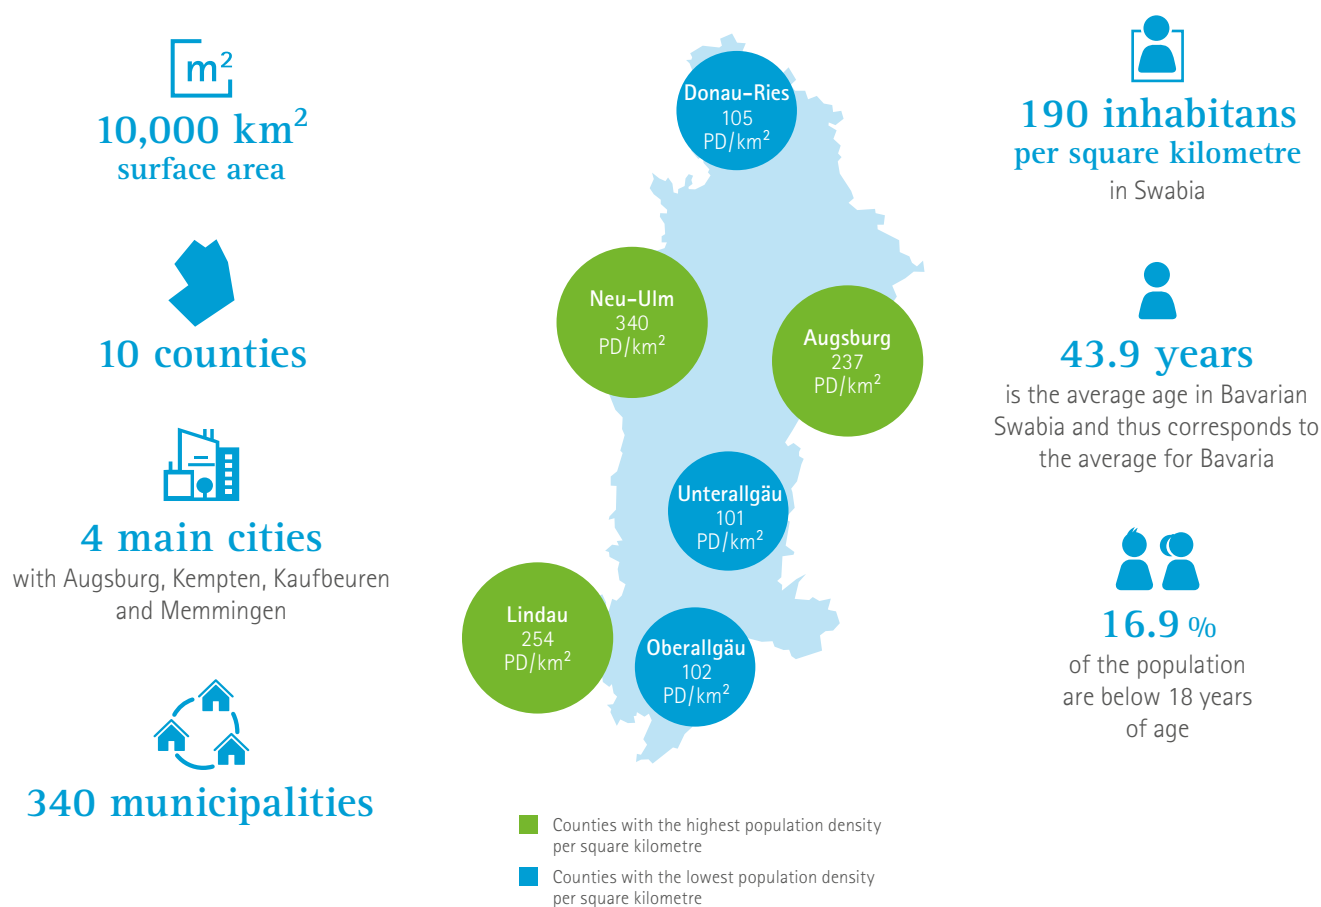 m²
10,000 km²
surface area
10 counties
4 main cities
with Augsburg, Kempten, Kaufbeuren
and Memmingen
340 municipalities
Donau-Ries
105
PD/km²
Neu-Ulm
340
PD/km²
Augsburg
237
PD/km²
Unterallgäu
101
PD/km²
Lindau
254
PD/km²
Oberallgäu
102
PD/km²
Counties with the highest population density
per square kilometre
Counties with the lowest population density
per square kilometre
190 inhabitans
per square kilometre
in Swabia
43.9 years
is the average age in Bavarian
Swabia and thus corresponds to
the average for Bavaria
16.9 %
of the population
are below 18 years
of age